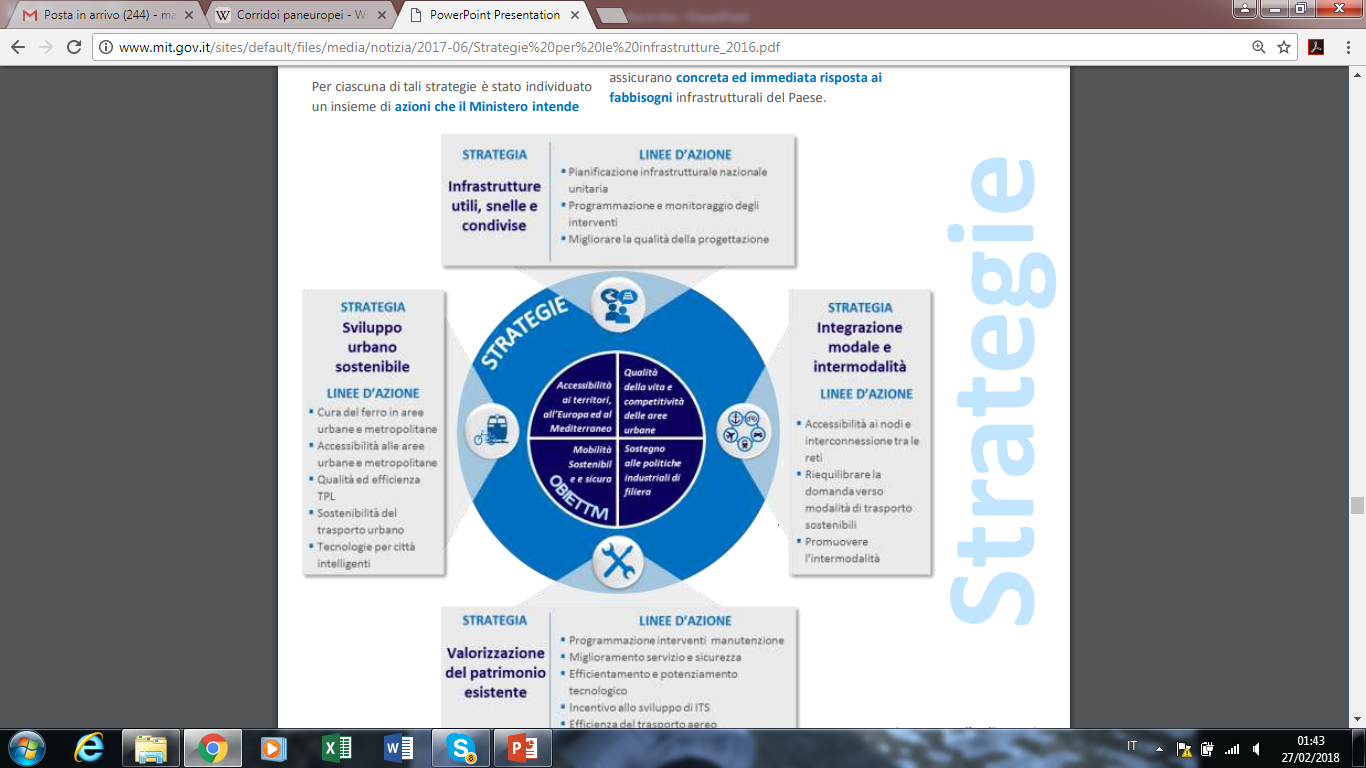 Posta in arrivo (244) - ma
Corridoi paneuropei - Wi
PowerPoint Presentation
www.mit.gov.it/sites/default/files/media/notizia/2017-06/Strategie%20per%20le%20infrastrutture_2016.pdf
Per ciascuna di tali strategie è stato individuato
un insieme di azioni che il Ministero intende
assicurano concreta ed immediata risposta ai
fabbisogni infrastrutturali del Paese.
STRATEGIA
Infrastrutture
utili, snelle e
condivise
LINEE D'AZIONE
▪ Pianificazione infrastrutturale nazionale
unitaria
▪ Programmazione e monitoraggio degli
interventi
▪ Migliorare la qualità della progettazione
Strategie
STRATEGIA
Sviluppo
urbano
sostenibile
LINEE D'AZIONE
▪ Cura del ferro in aree
urbane e metropolitane
▪ Accessibilità alle aree
urbane e metropolitane
▪ Qualità ed efficienza
TPL
▪ Sostenibilità del
trasporto urbano
▪ Tecnologie per città
intelligenti
STRATEGIE
Accessibilità
ai territori,
all'Europa ed al
Mediterraneo
Qualità
della vita e
competitività
delle aree
urbane
Mobilità
Sostenibil
e e sicura
Sostegno
alle politiche
industriali di
filiera
OBIETTM
STRATEGIA
Integrazione
modale e
intermodalità
LINEE D'AZIONE
▪ Accessibilità ai nodi e
interconnessione tra le
reti
▪ Riequilibrare la
domanda verso
modalità di trasporto
sostenibili
▪ Promuovere
l'intermodalità
STRATEGIA
Valorizzazione
del patrimonio
esistente
LINEE D'AZIONE
▪ Programmazione interventi manutenzione
▪ Miglioramento servizio e sicurezza
▪ Efficientamento e potenziamento
tecnologico
▪ Incentivo allo sviluppo di ITS
▪ Efficienza del trasporto aereo
8
IT
01:43
27/02/2018